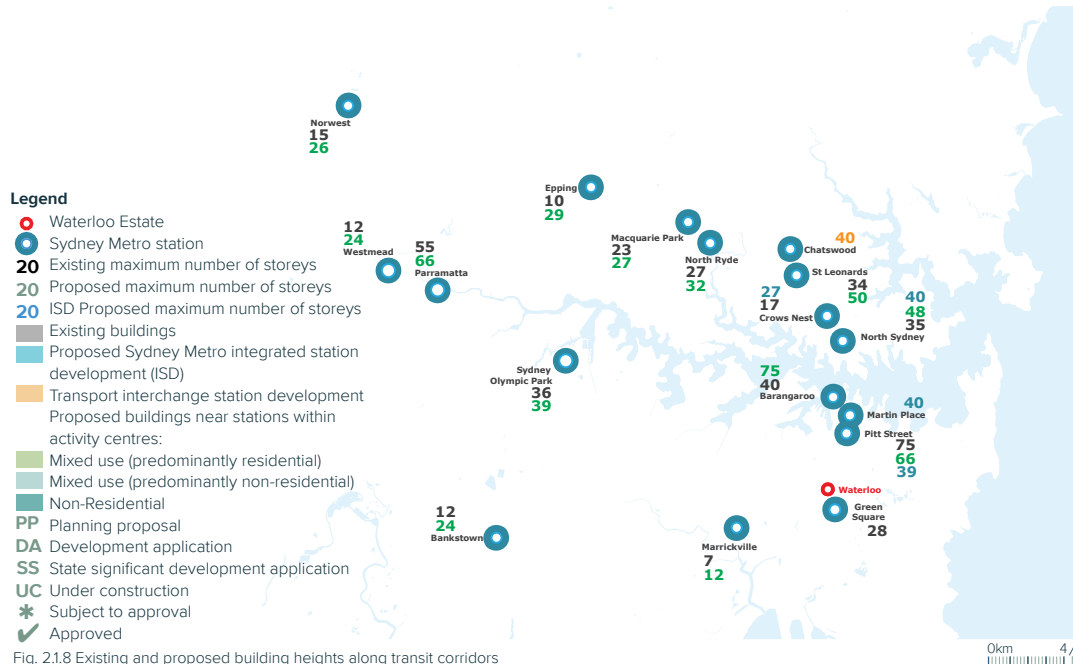 Norwest
15
26
Epping
10
29
12
24
Westmead
55
66
Parramatta
Macquarie Park
23
27
North Ryde
27
32
40
Chatswood
St Leonards
34
50
27
17
Crows Nest
40
48
35
North Sydney
Sydney
Olympic Park
36
39
75
40
Barangaroo
40
Martin Place
Pitt Street
75
66
39
Waterloo
Green
Square
28
12
24
Bankstown
Marrickville
7
12
Legend
Waterloo Estate
Sydney Metro station
20 Existing maximum number of storeys
20 Proposed maximum number of storeys
20 ISD Proposed maximum number of storeys
Existing buildings
Proposed Sydney Metro integrated station
development (ISD)
Transport interchange station development
Proposed buildings near stations within
activity centres:
Mixed use (predominantly residential)
Mixed use (predominantly non-residential)
Non-Residential
PP Planning proposal
DA Development application
SS State significant development application
UC Under construction
* Subject to approval
✔ Approved
Fig. 2.1.8 Existing and proposed building heights along transit corridors
0km 4